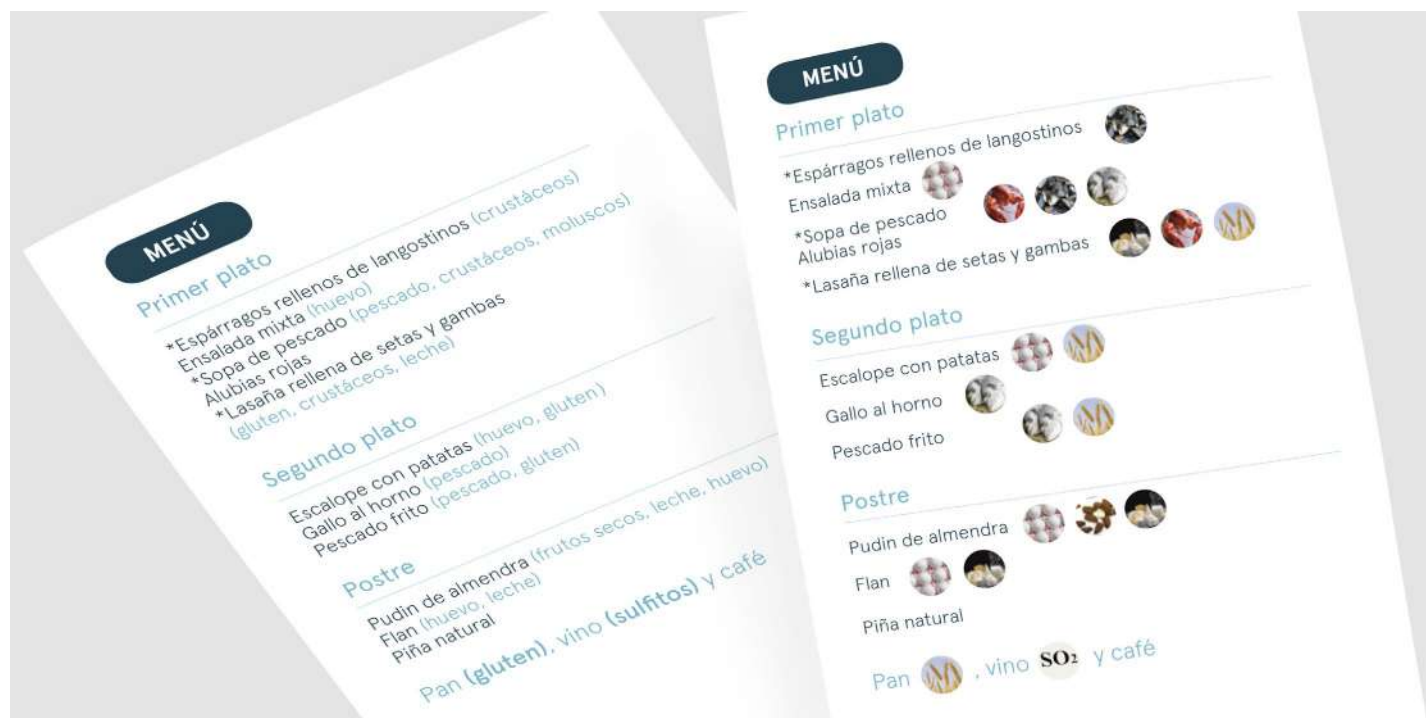 MENÚ
Primer plato
*Espárragos rellenos de langostinos (crustáceos)
Ensalada mixta (huevo)
*Sopa de pescado (pescado, crustáceos, moluscos)
Alubias rojas
*Lasaña rellena de setas y gambas
(gluten, crustáceos, leche)
Segundo plato
Escalope con patatas (huevo, gluten)
Gallo al horno (pescado)
Pescado frito (pescado, gluten)
Postre
Pudin de almendra (frutos secos, leche, huevo)
Flan (huevo, leche)
Piña natural
Pan (gluten), vino (sulfitos) y café
MENÚ
Primer plato
*Espárragos rellenos de langostinos
Ensalada mixta
*Sopa de pescado
Alubias rojas
*Lasaña rellena de setas y gambas
Segundo plato
Escalope con patatas
Gallo al horno
Pescado frito
Postre
Pudin de almendra
Flan
Piña natural
Pan , vino SO₂ y café